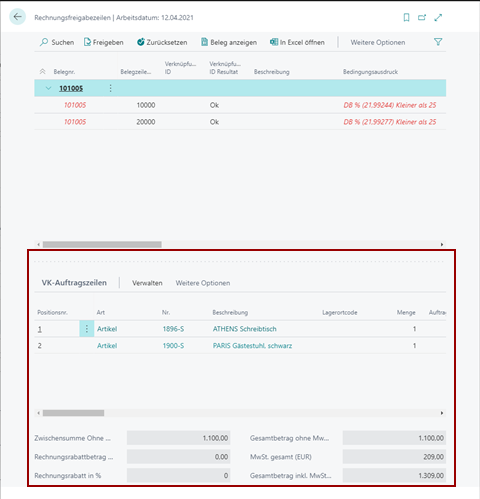 Rechnungsfreigabezeilen | Arbeitsdatum: 12.04.2021
Suchen Freigeben Zurücksetzen Beleg anzeigen In Excel öffnen Weitere Optionen
Belegnr. Belegzeile... Verknüpfu... ID Verknüpfu... ID Resultat Beschreibung Bedingungsausdruck
101005
101005 10000 Ok DB % (21,99244) Kleiner als 25
101005 20000 Ok DB % (21,99277) Kleiner als 25
VK-Auftragszeilen Verwalten Weitere Optionen
Positionsnr. Art Nr. Beschreibung Lagerortcode Menge Auftra
1 Artikel 1896-S ATHENS Schreibtisch 1
2 Artikel 1900-S PARIS Gästestuhl, schwarz 1
Zwischensumme Ohne ... 1.100,00 Gesamtbetrag ohne Mw... 1.100,00
Rechnungsrabattbetrag ... 0,00 MwSt. gesamt (EUR) 209,00
Rechnungsrabatt in % 0 Gesamtbetrag inkl. MwSt... 1.309,00